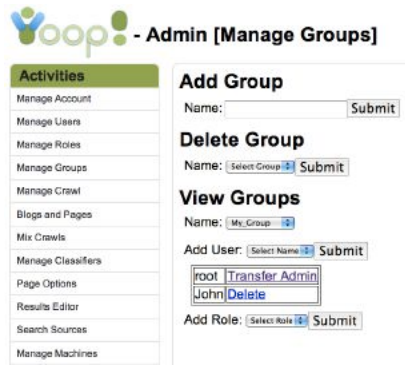 Yoop! - Admin [Manage Groups]
Activities
Manage Account
Manage Users
Manage Roles
Manage Groups
Manage Crawl
Blogs and Pages
Mix Crawls
Manage Classifiers
Page Options
Results Editor
Search Sources
Manage Machines
Add Group
Name: Submit
Delete Group
Name: Select Group Submit
View Groups
Name: My_Group
Add User: Select Name Submit
root Transfer Admin
John Delete
Add Role: Select Role Submit